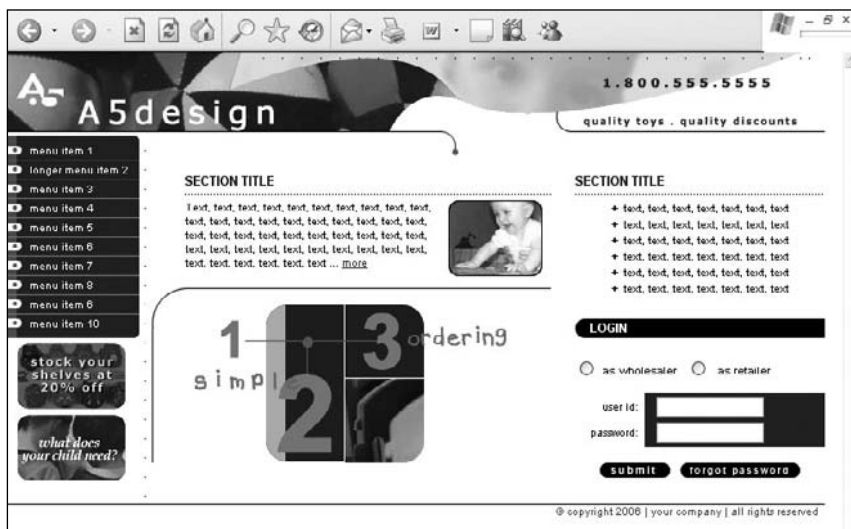 A5
1.800.555.5555
A5design
quality toys . quality discounts
menu item 1
longer menu item 2
menu item 3
menu item 4
menu item 5
menu item 6
menu item 7
menu item 8
menu item 6
menu item 10
stock your
shelves at
20% off
what does
your child need?
SECTION TITLE
Text, text, text, text, text, text, text, text, text, text,
text, text, text, text, text, text, text, text, text, text,
text, text, text, text, text, text, text, text, text, text,
text, text, text, text, text, text, text, text, text, text,
text, text, text, text, text, text ... more
1 3 ordering
simple
2
SECTION TITLE
+ text, text, text, text, text, text, text
+ text, text, text, text, text, text, text
+ text, text, text, text, text, text, text
+ text, text, text, text, text, text, text
+ text, text, text, text, text, text, text
+ text, text, text, text, text, text, text
LOGIN
as wholesaler as retailer
user id:
password:
submit forgot password
© copyright 2006 | your company | all rights reserved